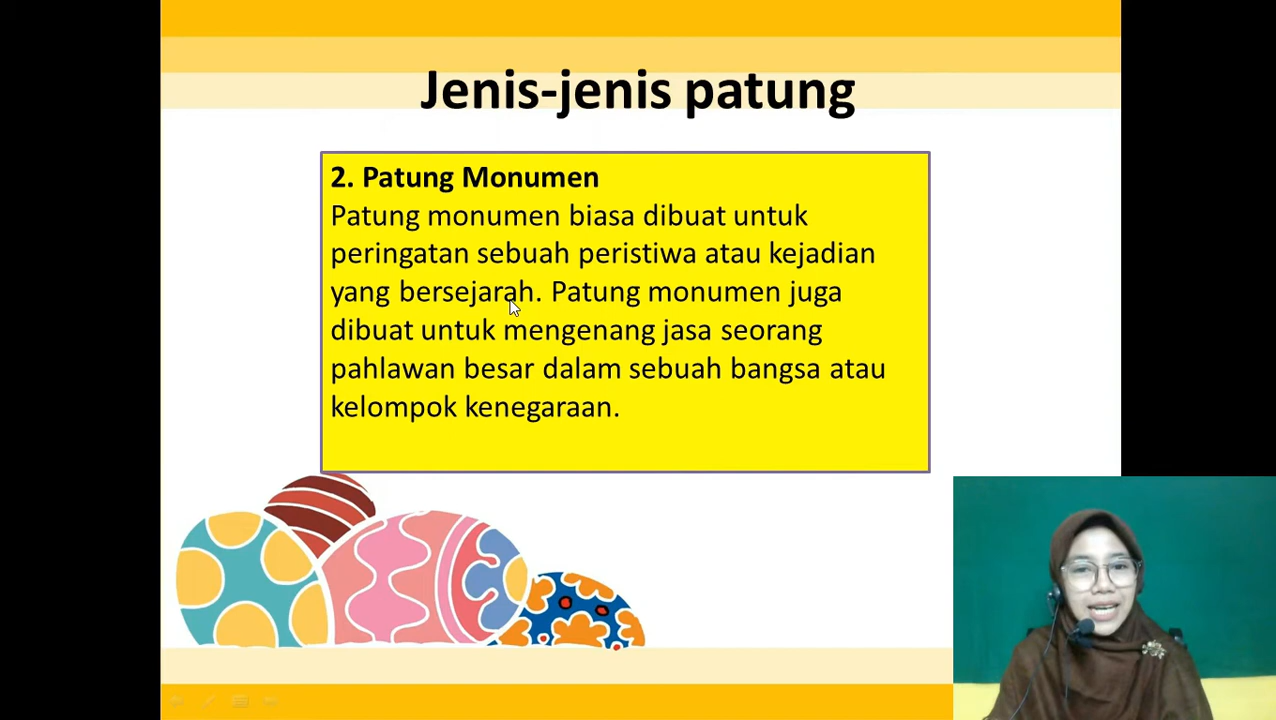 Jenis-jenis patung
2. Patung Monumen
Patung monumen biasa dibuat untuk
peringatan sebuah peristiwa atau kejadian
yang bersejarah. Patung monumen juga
dibuat untuk mengenang jasa seorang
pahlawan besar dalam sebuah bangsa atau
kelompok kenegaraan.